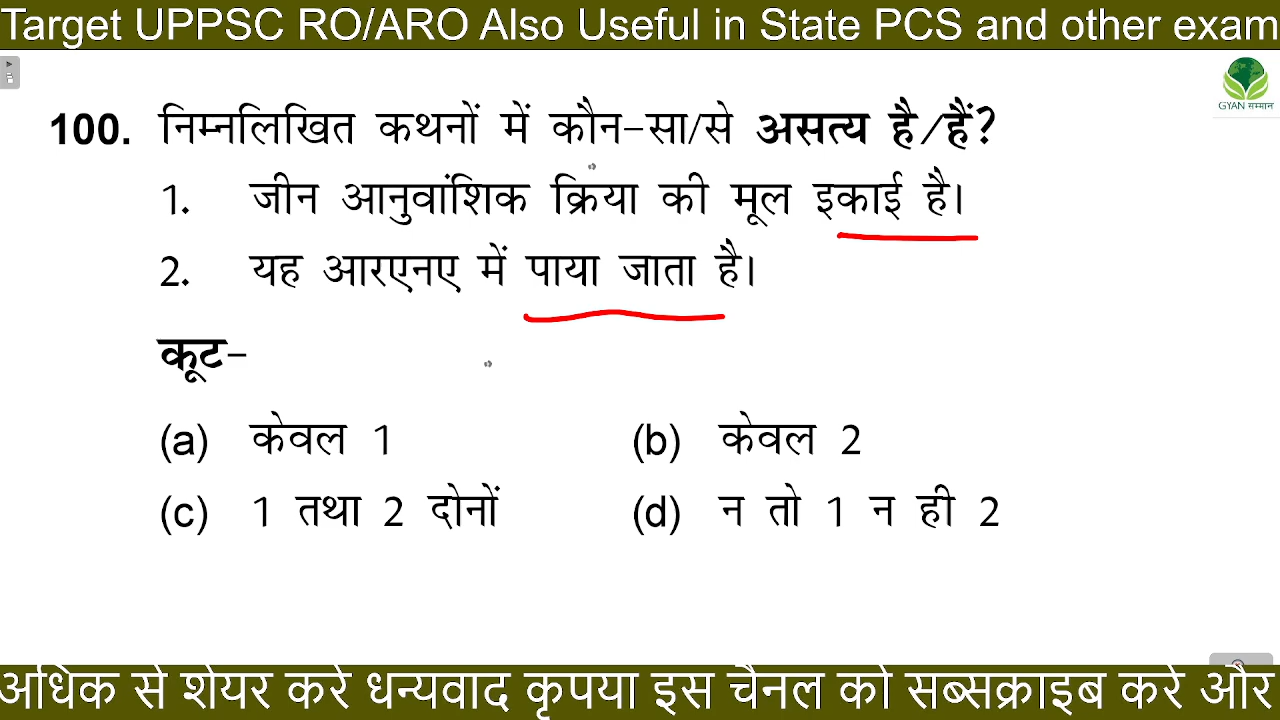 Target UPPSC RO/ARO Also Useful in State PCS and other exam
GYAN सम्मान
100. निम्नलिखित कथनों में कौन-सा/से असत्य है/हैं?
1. जीन आनुवांशिक क्रिया की मूल इकाई है।
2. यह आरएनए में पाया जाता है।
कूट-
(a) केवल 1 (b) केवल 2
(c) 1 तथा 2 दोनों (d) न तो 1 न ही 2
अधिक से शेयर करे धन्यवाद कृपया इस चैनल को सब्सक्राइब करे और